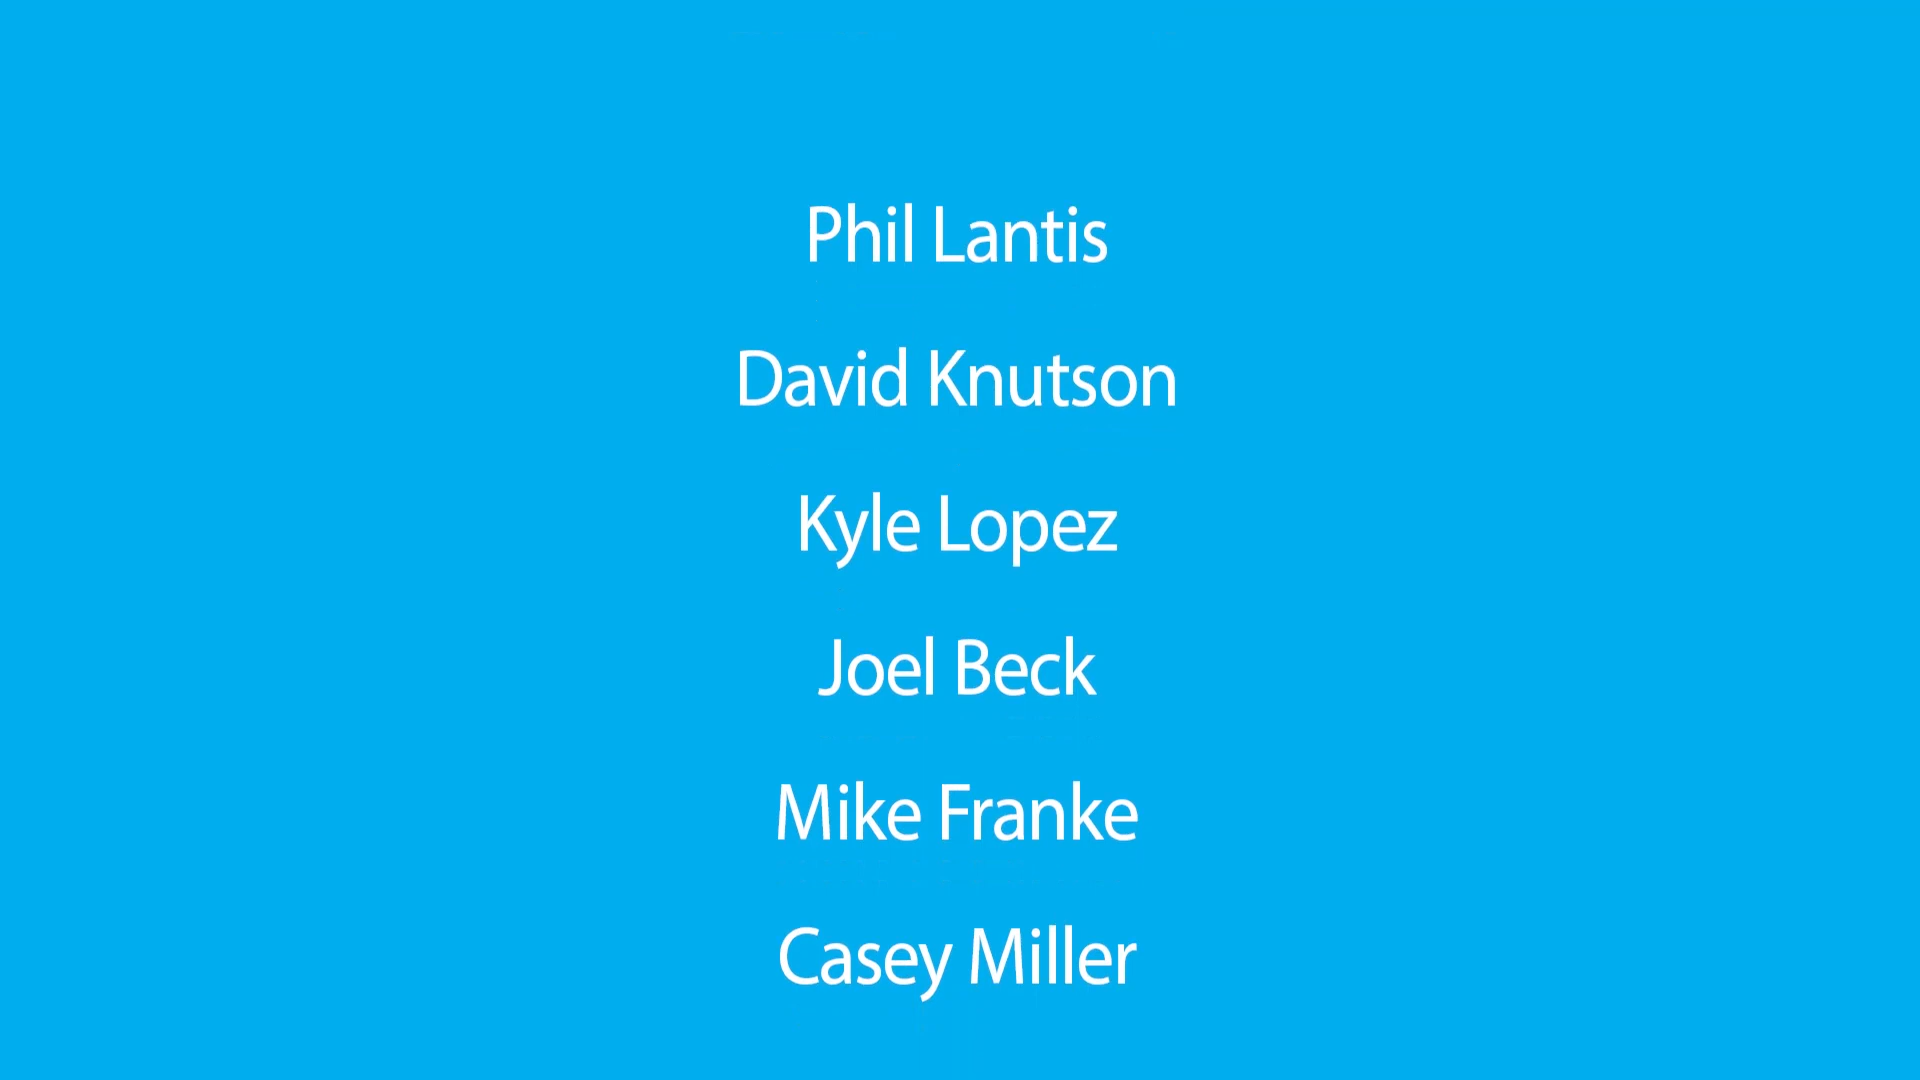 Phil Lantis
David Knutson
Kyle Lopez
Joel Beck
Mike Franke
Casey Miller